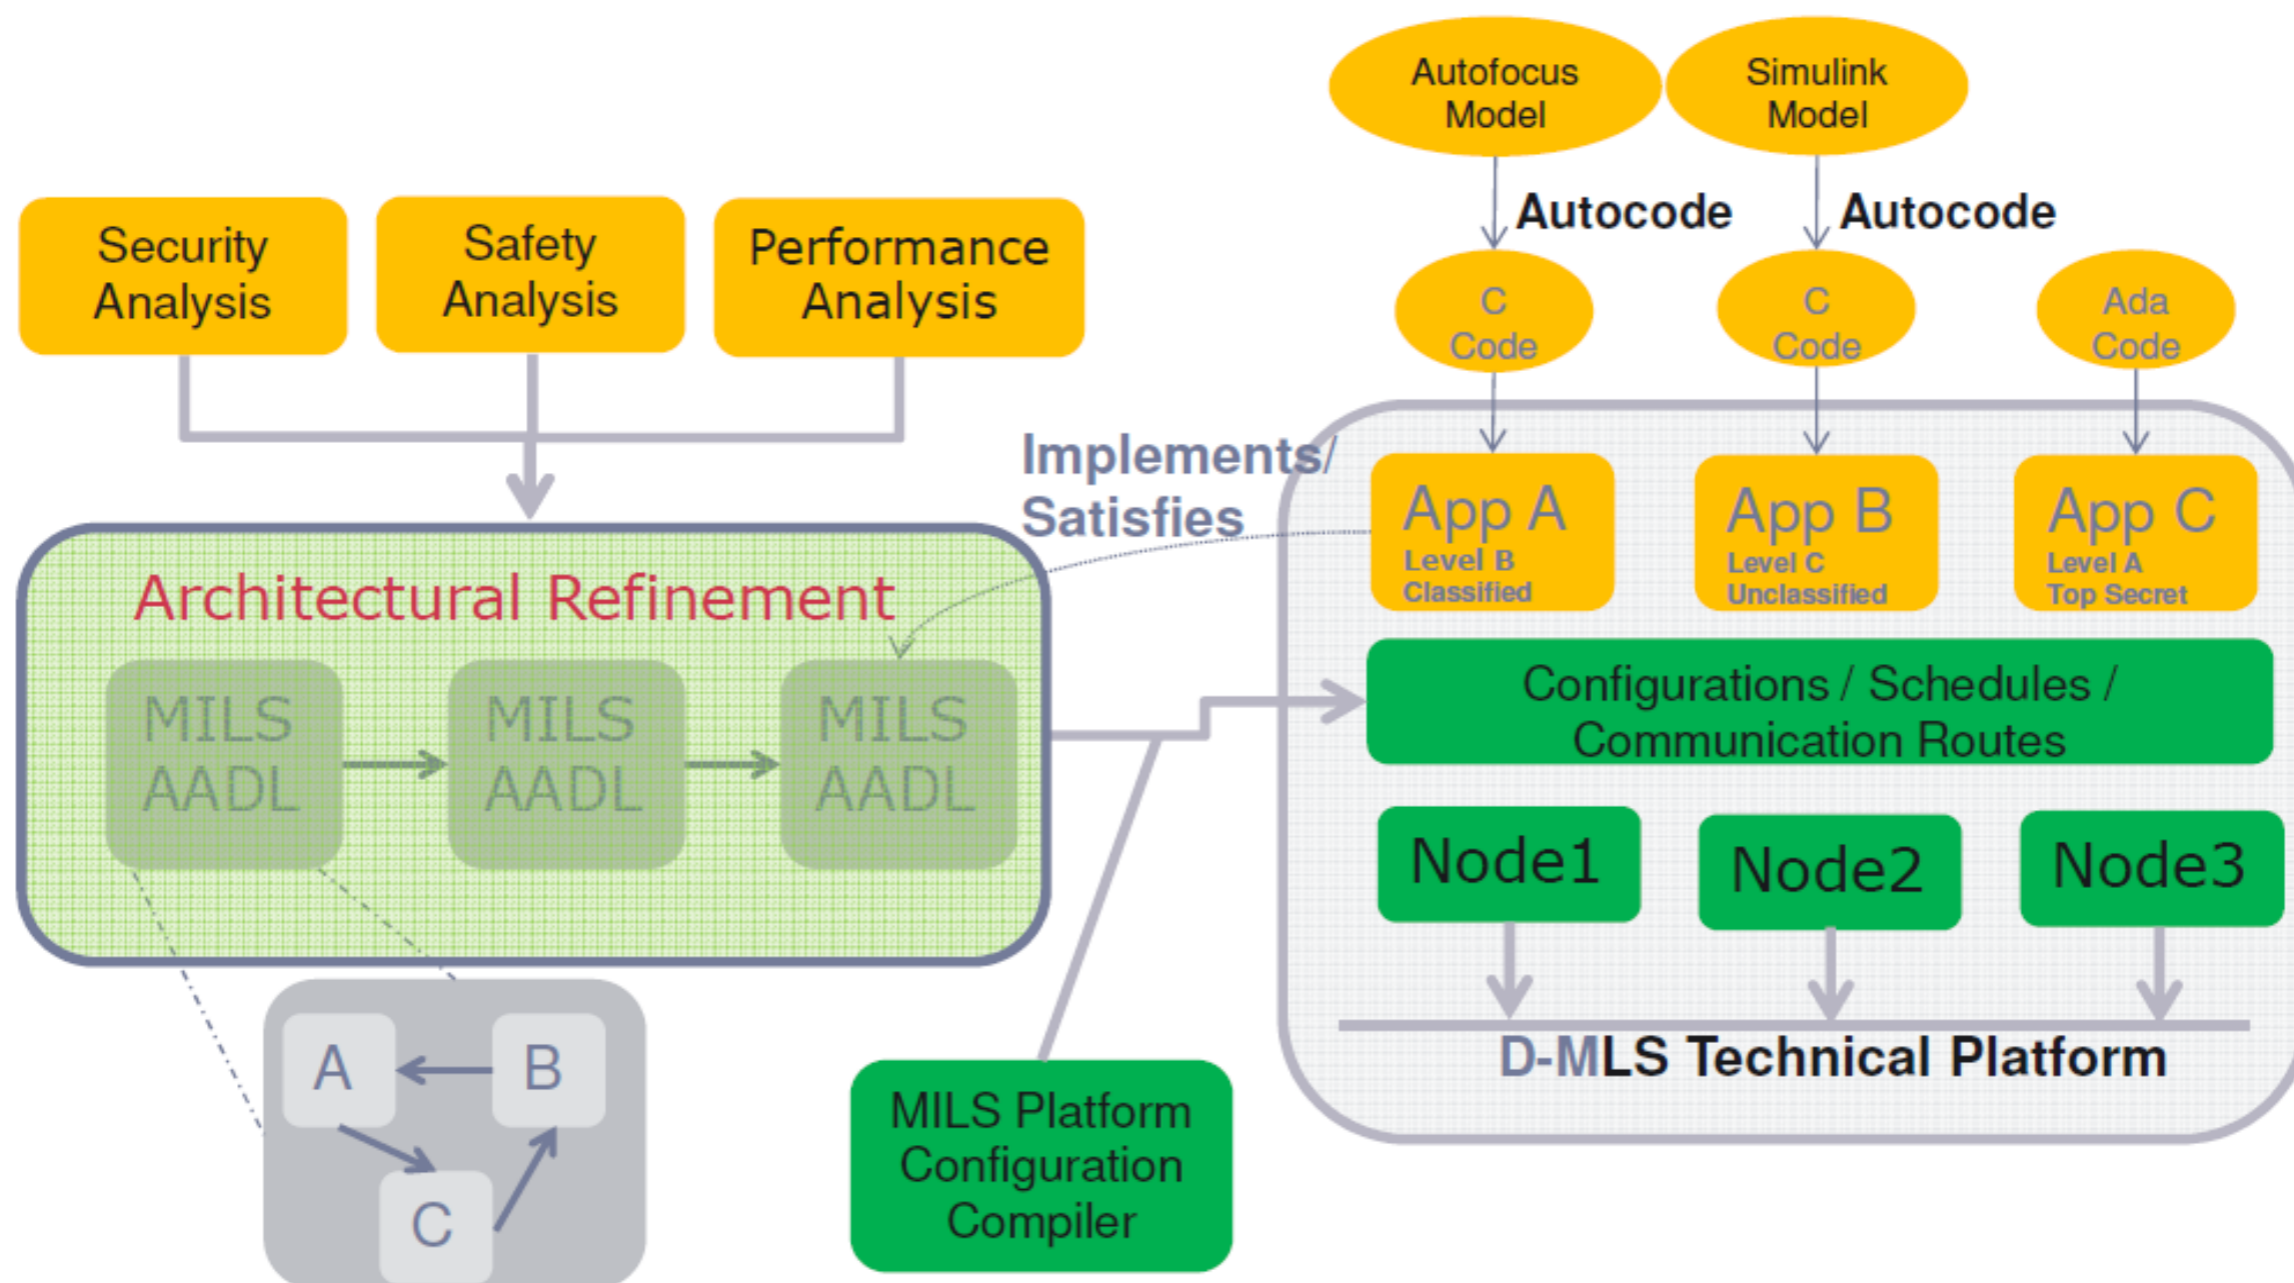 Autofocus
Model
Simulink
Model
Autocode
Autocode
Security
Analysis
Safety
Analysis
Performance
Analysis
C
Code
C
Code
Ada
Code
Implements/
Satisfies
App A
Level B
Classified
App B
Level C
Unclassified
App C
Level A
Top Secret
Architectural Refinement
MILS
AADL
MILS
AADL
MILS
AADL
Configurations / Schedules /
Communication Routes
Node1
Node2
Node3
D-MLS Technical Platform
A
B
C
MILS Platform
Configuration
Compiler